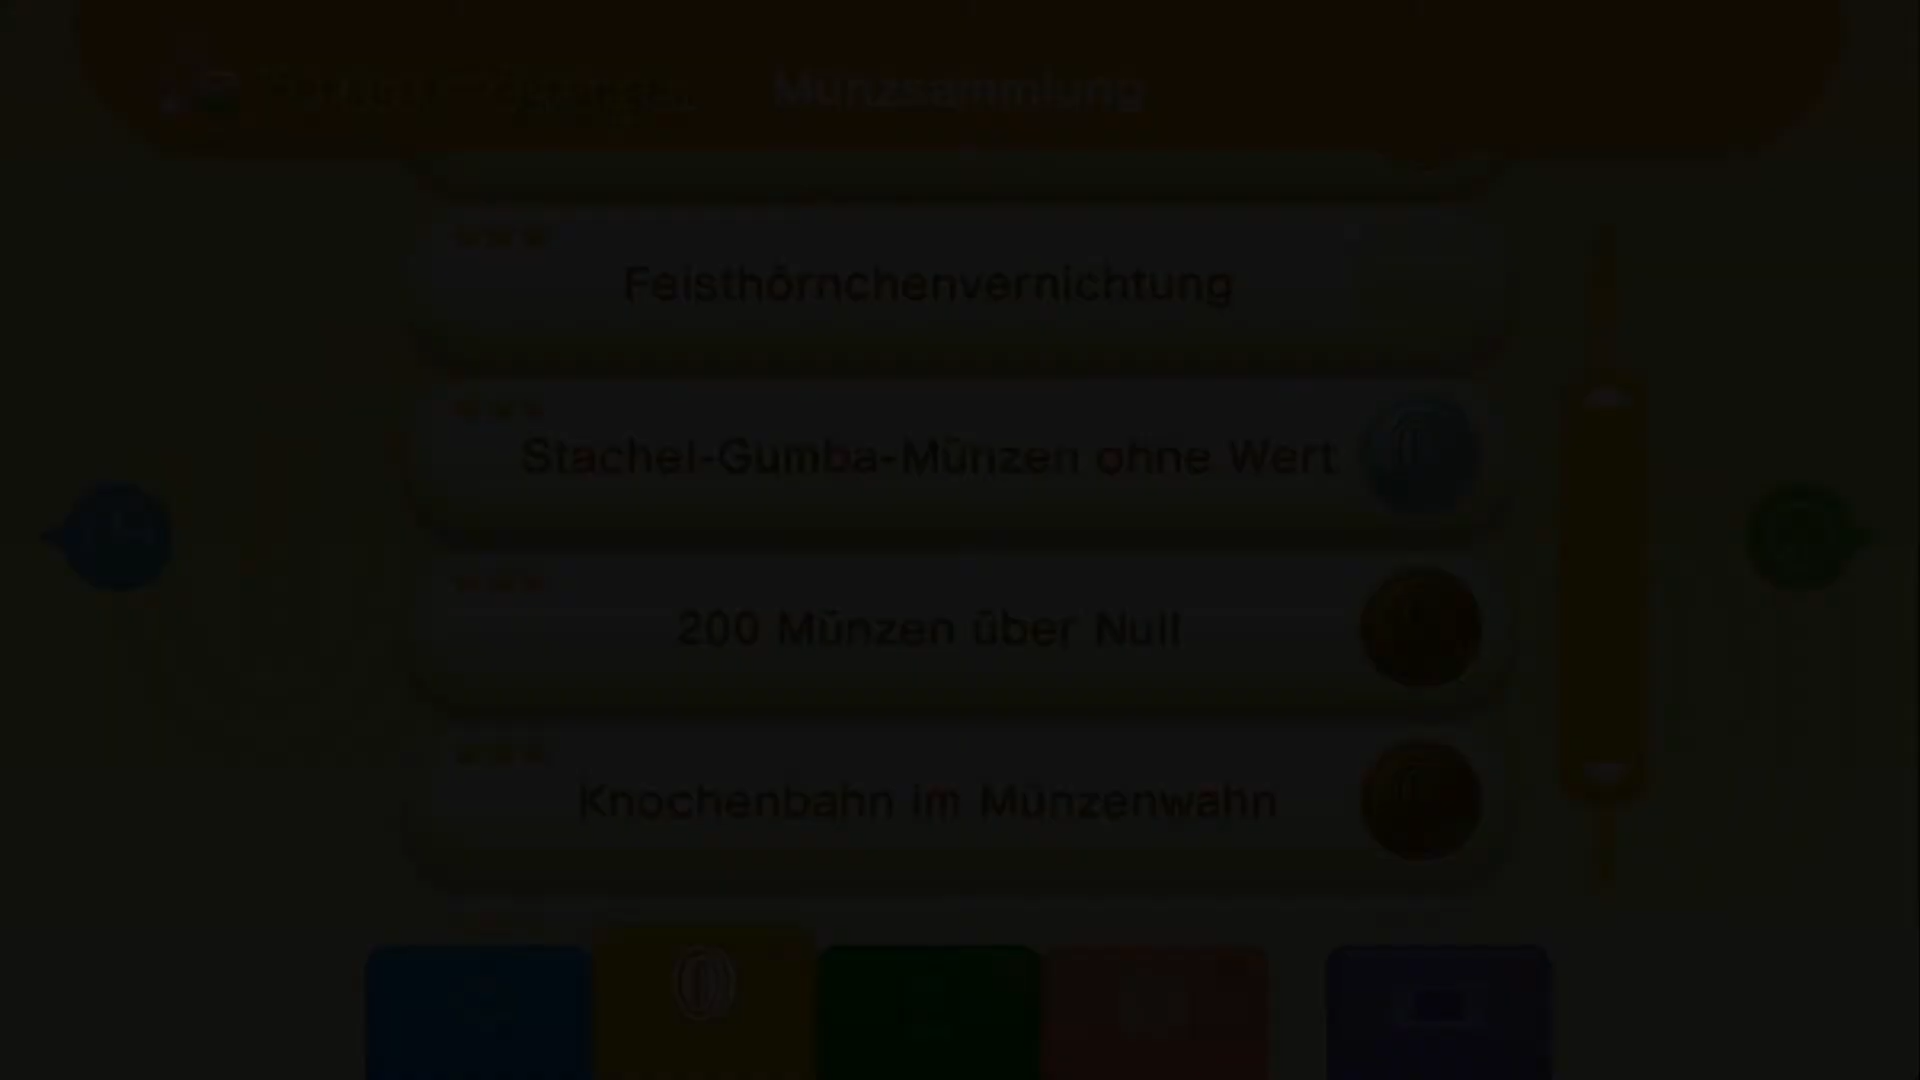 Münzsammlung
Feisthörnchenvernichtung
Stachel-Gumba-Münzen ohne Wert
200 Münzen über Null
Knochenbahn im Münzenwahn